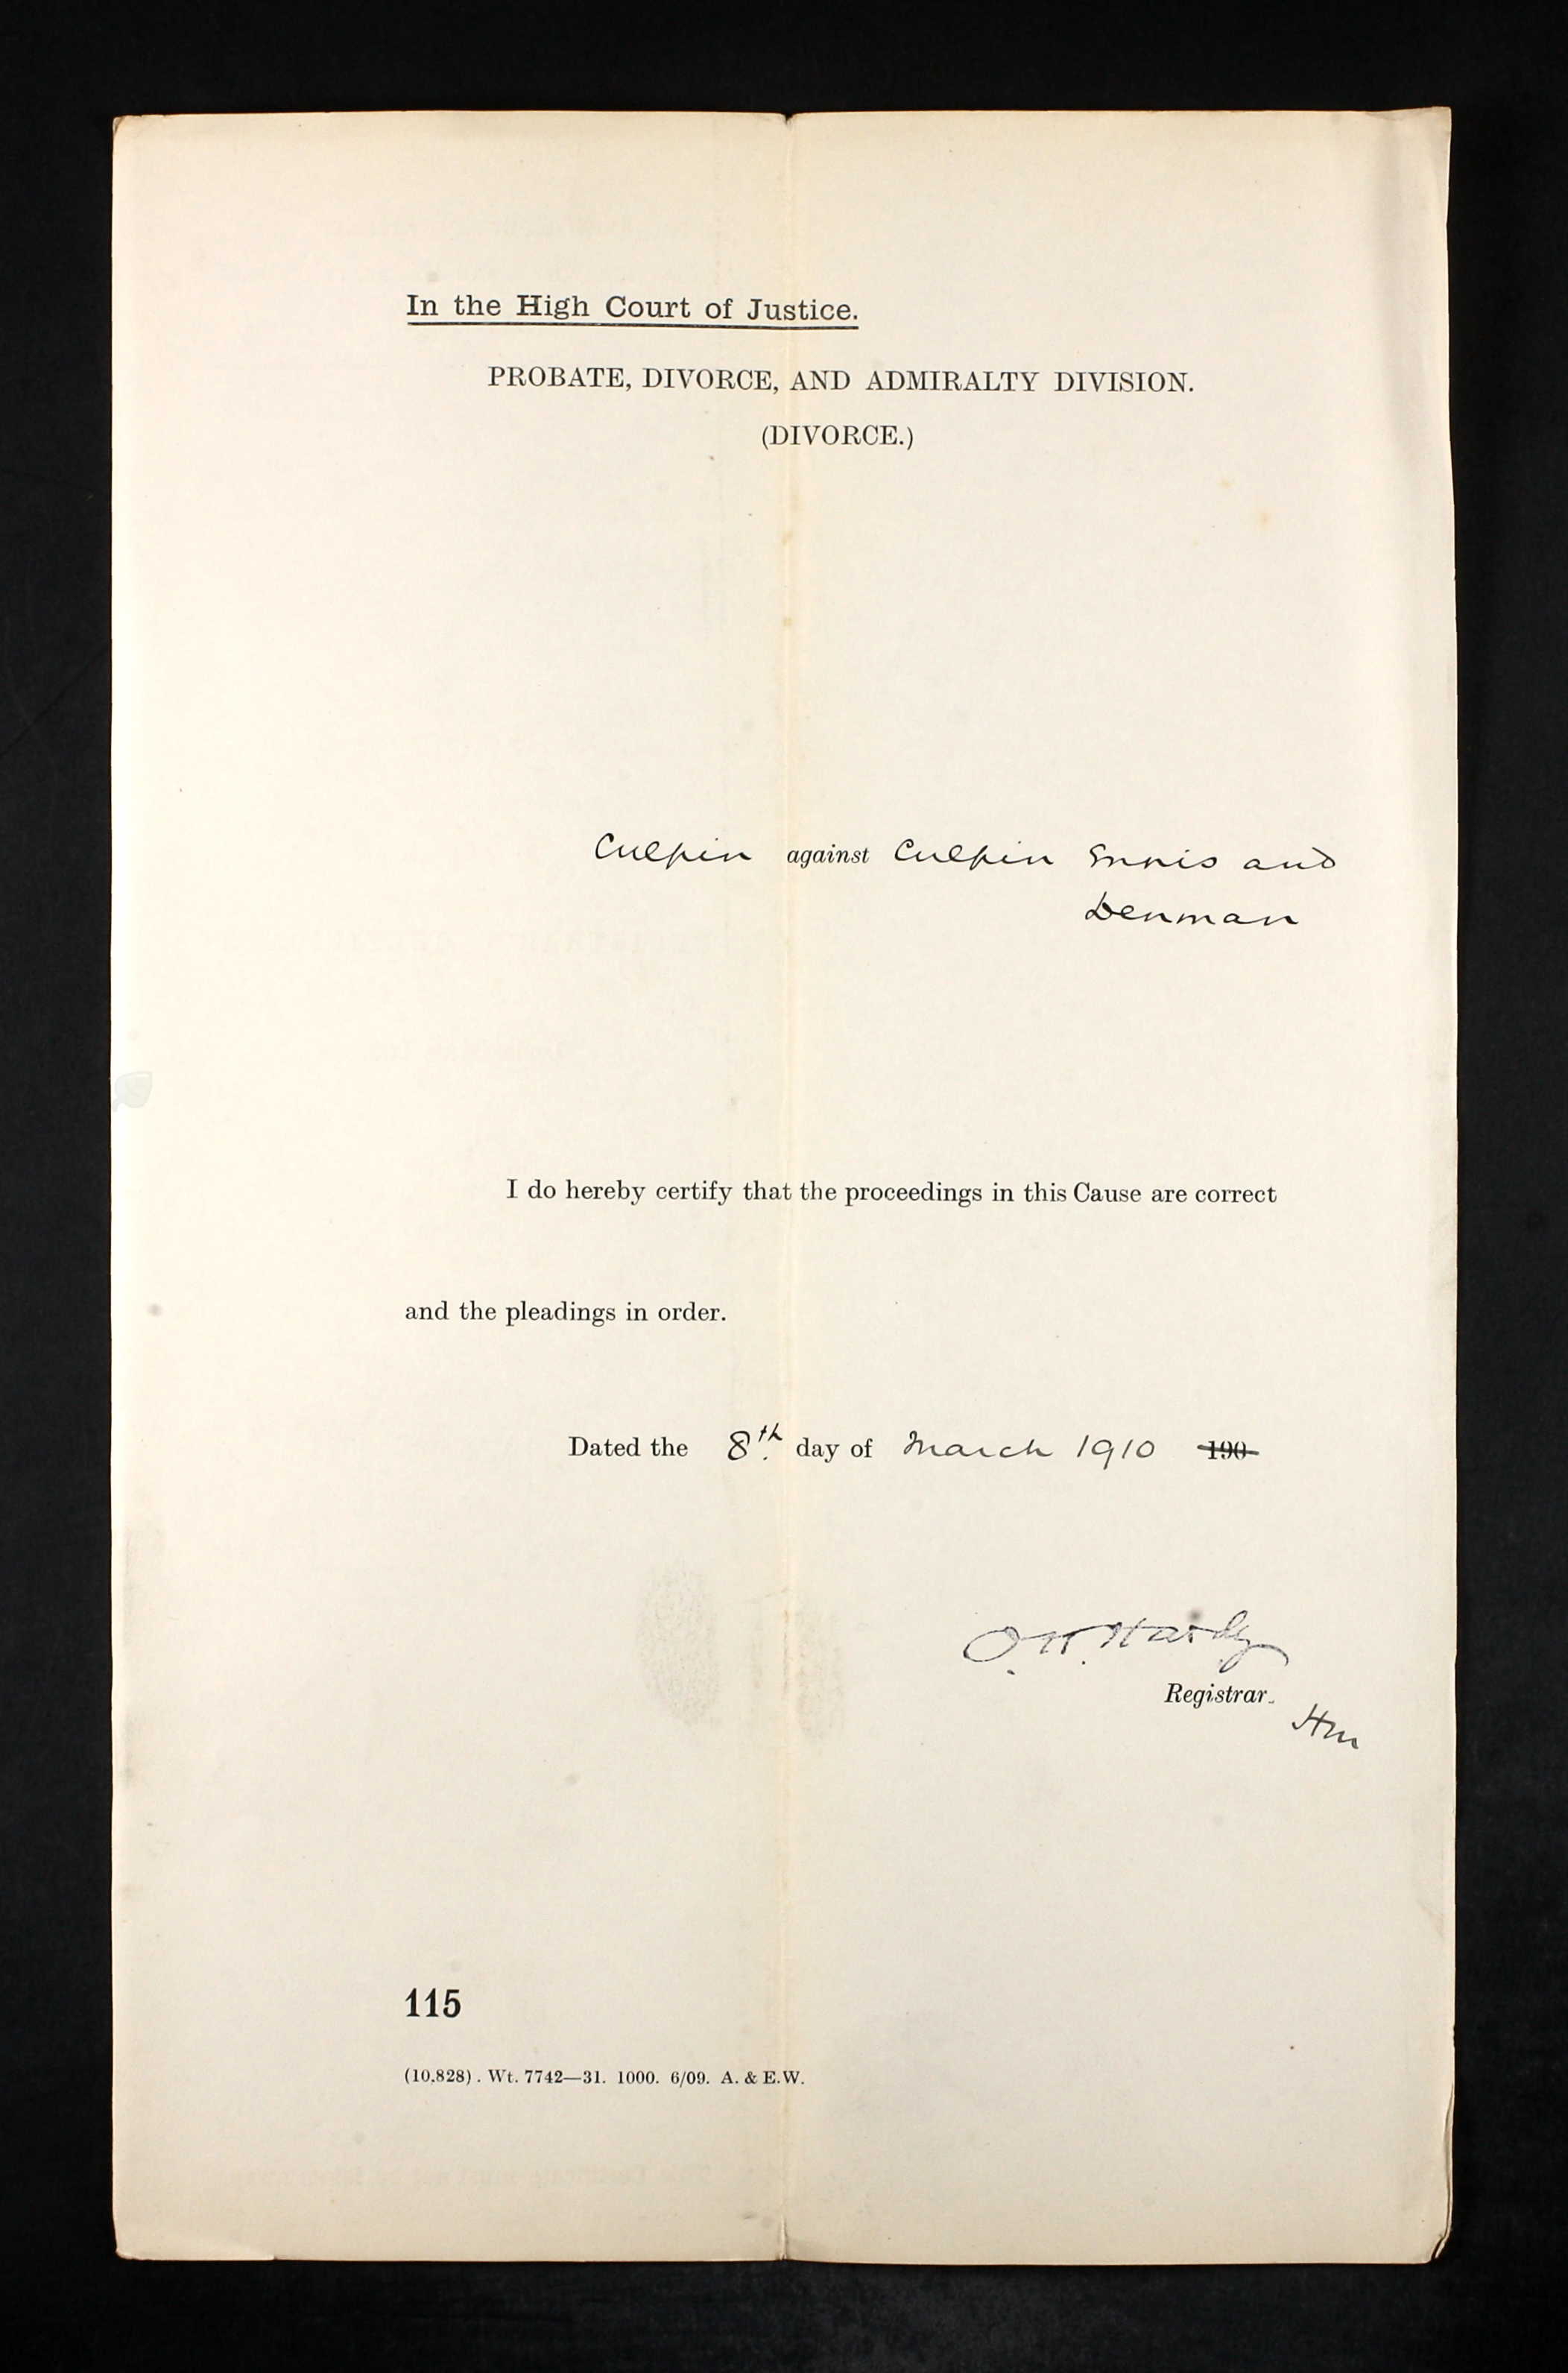 In the High Court of Justice.
PROBATE, DIVORCE, AND ADMIRALTY DIVISION.
(DIVORCE.)
Culpin against Culpin Ennis and
Denman
I do hereby certify that the proceedings in this Cause are correct
and the pleadings in order.
Dated the 8th. day of March 1910 190
Hardy
Registrar.
115
(10.828). Wt. 7742—31. 1000. 6/09. A. & E.W.